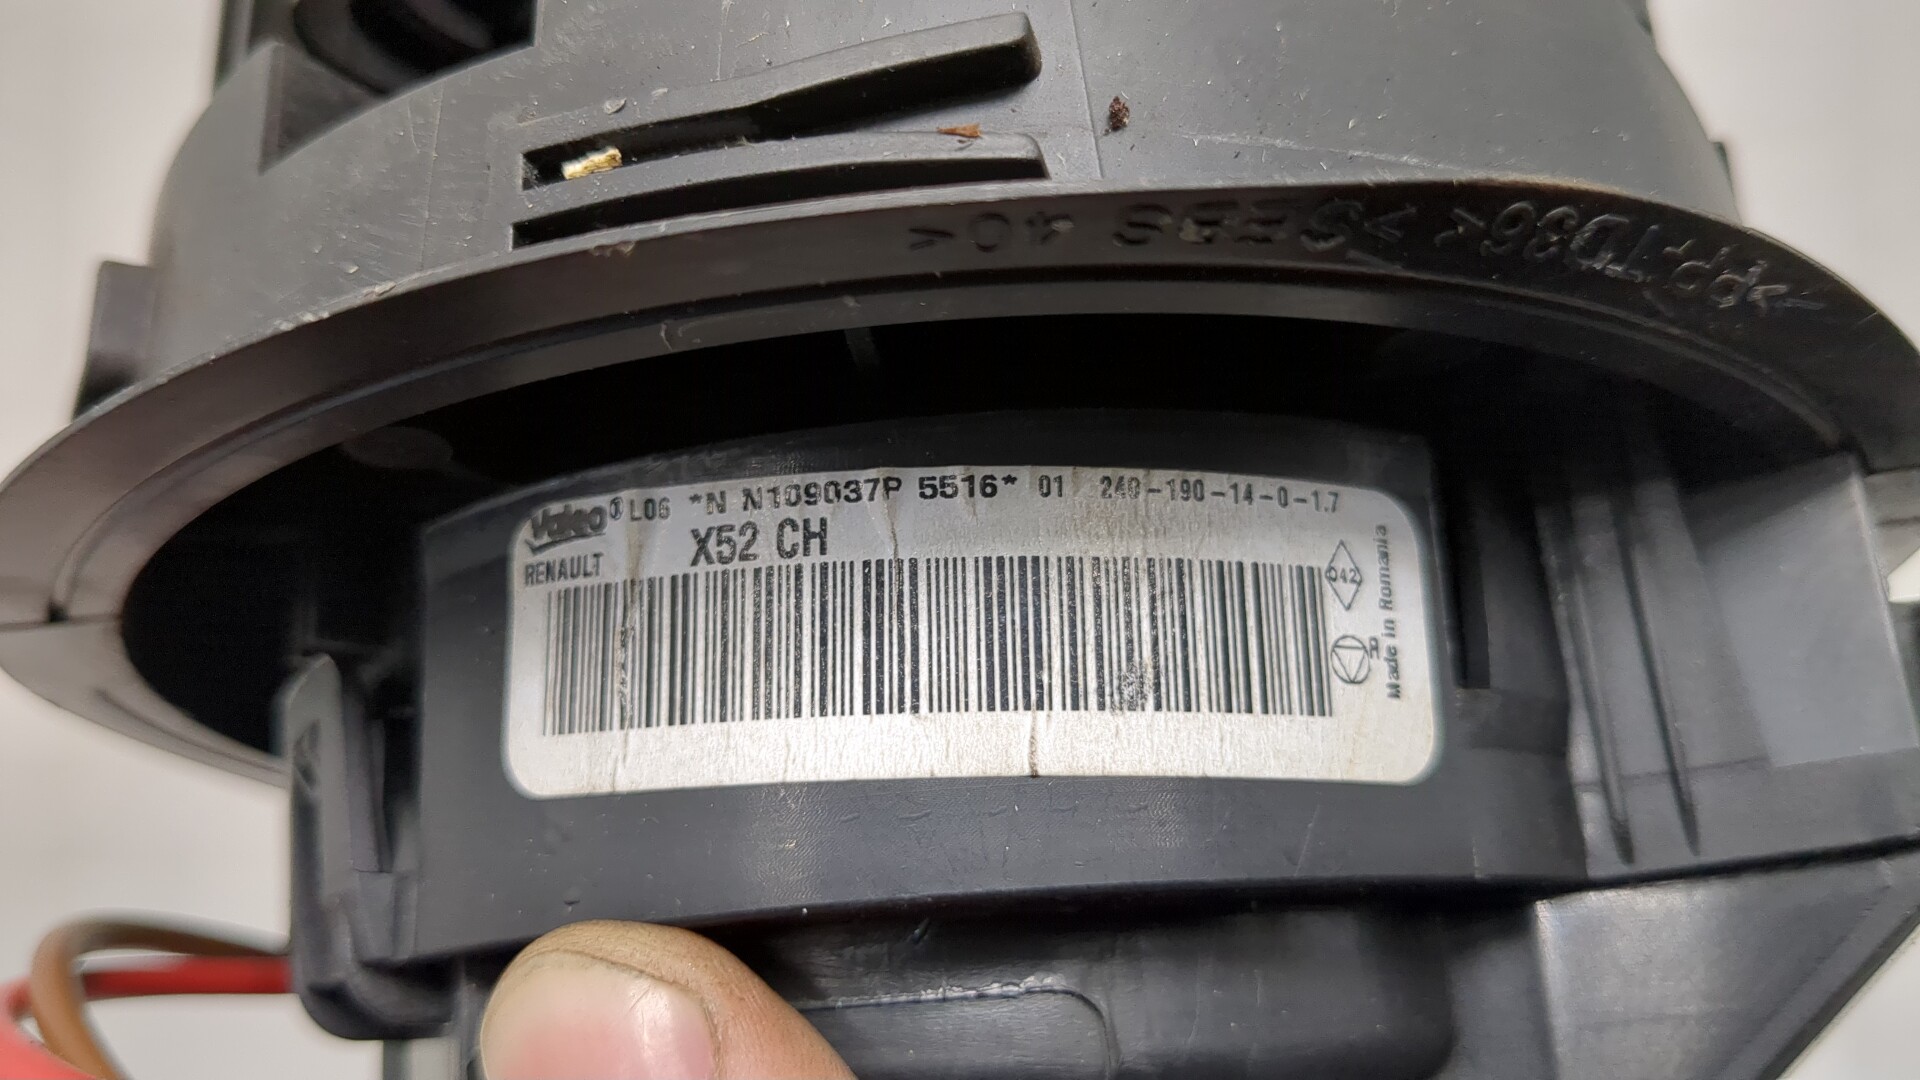 >PP TD36< >SEBS 40<
Valeo® L06 *N N109037P 5516* 01 240-190-14-0-1.7
X52 CH
RENAULT
042
R
Made in Romania